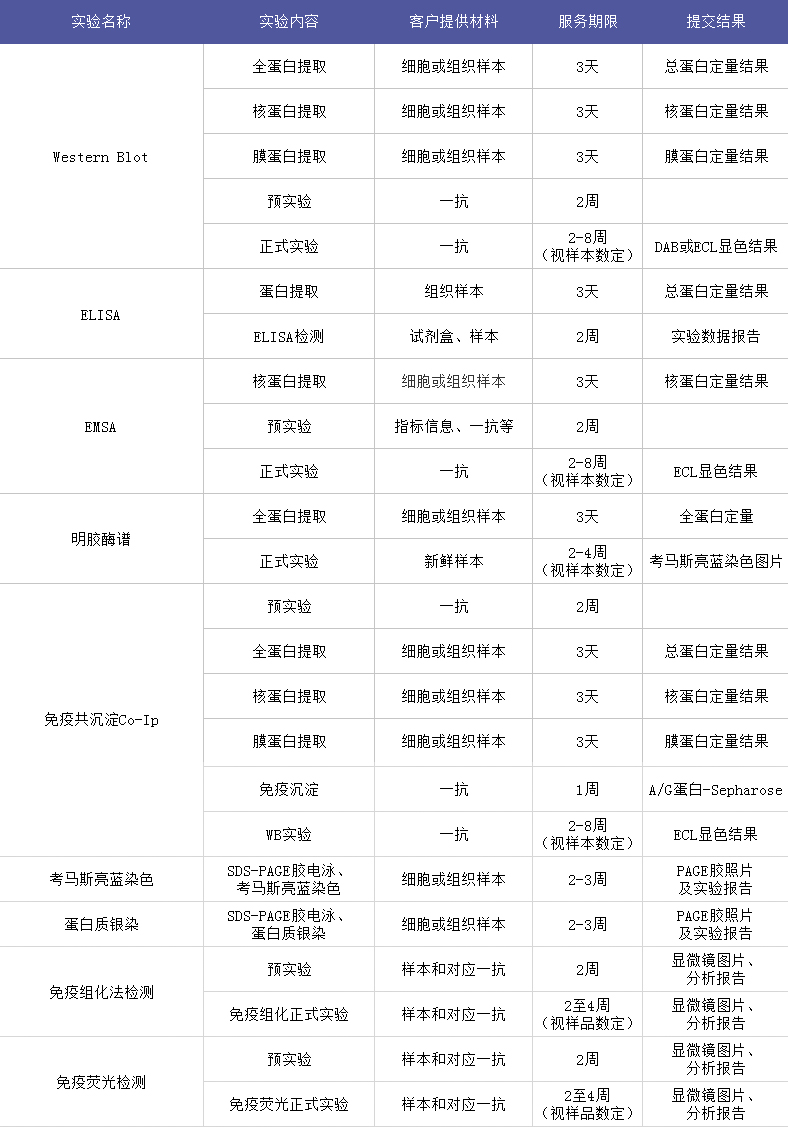 实验名称 实验内容 客户提供材料 服务期限 提交结果
Western Blot
全蛋白提取 细胞或组织样本 3天 总蛋白定量结果
核蛋白提取 细胞或组织样本 3天 核蛋白定量结果
膜蛋白提取 细胞或组织样本 3天 膜蛋白定量结果
预实验 一抗 2周
正式实验 一抗 2-8周
（视样本数定） DAB或ECL显色结果
ELISA
蛋白提取 组织样本 3天 总蛋白定量结果
ELISA检测 试剂盒、样本 2周 实验数据报告
EMSA
核蛋白提取 细胞或组织样本 3天 核蛋白定量结果
预实验 指标信息、一抗等 2周
正式实验 一抗 2-8周
（视样本数定） ECL显色结果
明胶酶谱
全蛋白提取 细胞或组织样本 3天 全蛋白定量
正式实验 新鲜样本 2-4周
（视样本数定） 考马斯亮蓝染色图片
免疫共沉淀Co-Ip
预实验 一抗 2周
全蛋白提取 细胞或组织样本 3天 总蛋白定量结果
核蛋白提取 细胞或组织样本 3天 核蛋白定量结果
膜蛋白提取 细胞或组织样本 3天 膜蛋白定量结果
免疫沉淀 一抗 1周 A/G蛋白-Sepharose
WB实验 一抗 2-8周
（视样本数定） ECL显色结果
考马斯亮蓝染色
SDS-PAGE胶电泳、
考马斯亮蓝染色
细胞或组织样本 2-3周
PAGE胶照片
及实验报告
蛋白质银染
SDS-PAGE胶电泳、
蛋白质银染
细胞或组织样本 2-3周
PAGE胶照片
及实验报告
免疫组化法检测
预实验 样本和对应一抗 2周
显微镜图片、
分析报告
免疫组化正式实验 样本和对应一抗
2至4周
（视样品数定）
显微镜图片、
分析报告
免疫荧光检测
预实验 样本和对应一抗 2周
显微镜图片、
分析报告
免疫荧光正式实验 样本和对应一抗
2至4周
（视样品数定）
显微镜图片、
分析报告